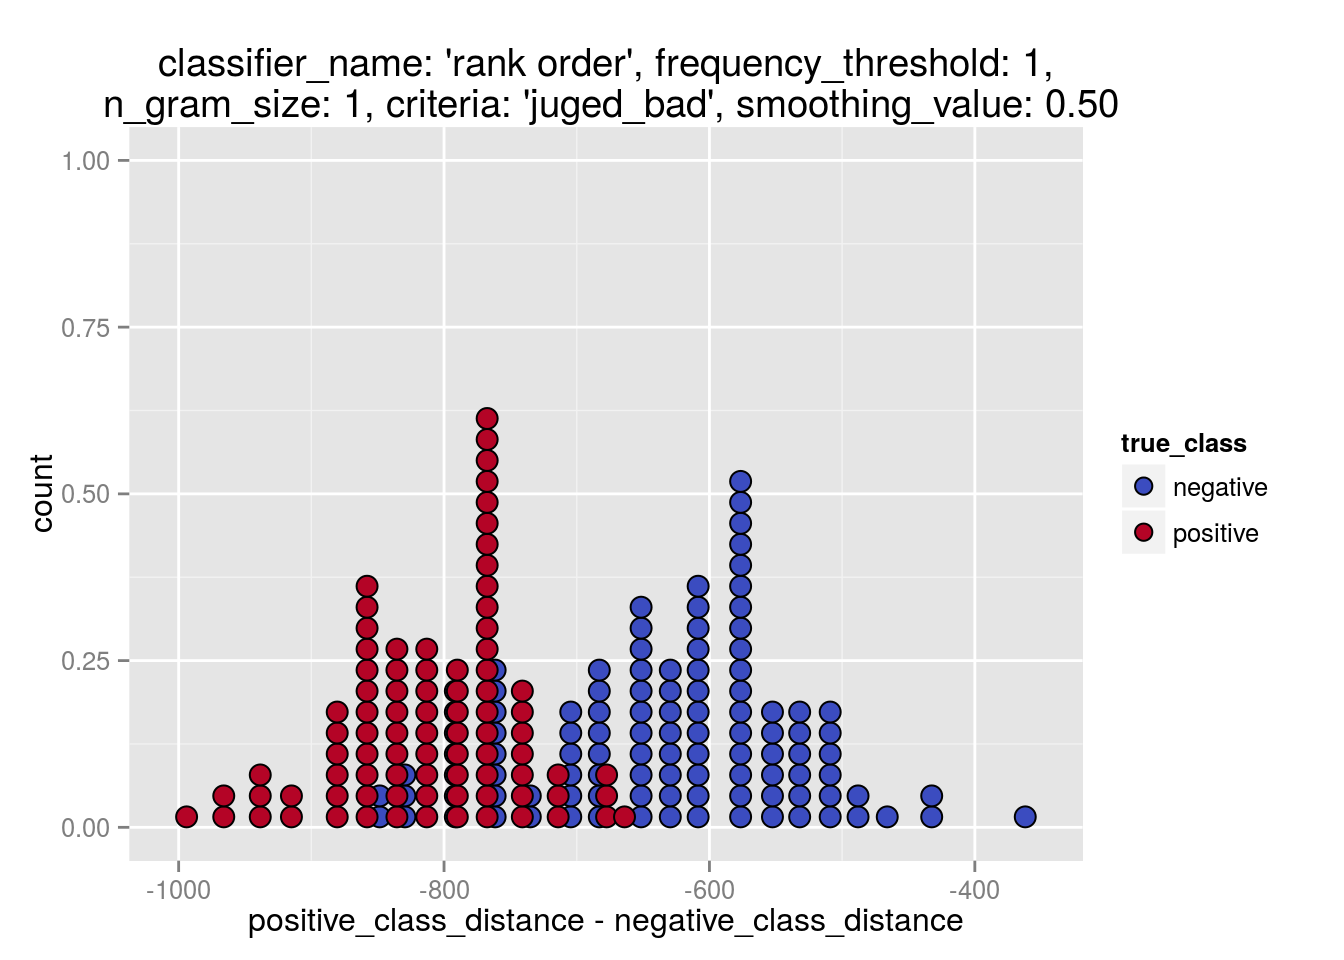 classifier_name: 'rank order', frequency_threshold: 1,
n_gram_size: 1, criteria: 'juged_bad', smoothing_value: 0.50
1.00
0.75
0.50
0.25
0.00
count
-1000
-800
-600
-400
positive_class_distance - negative_class_distance
true_class
negative
positive